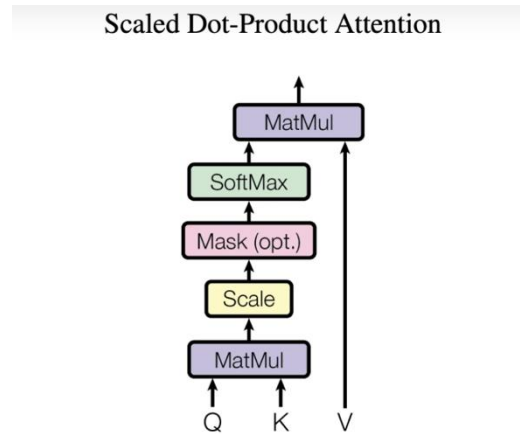 Scaled Dot-Product Attention
MatMul
SoftMax
Mask (opt.)
Scale
MatMul
Q K V